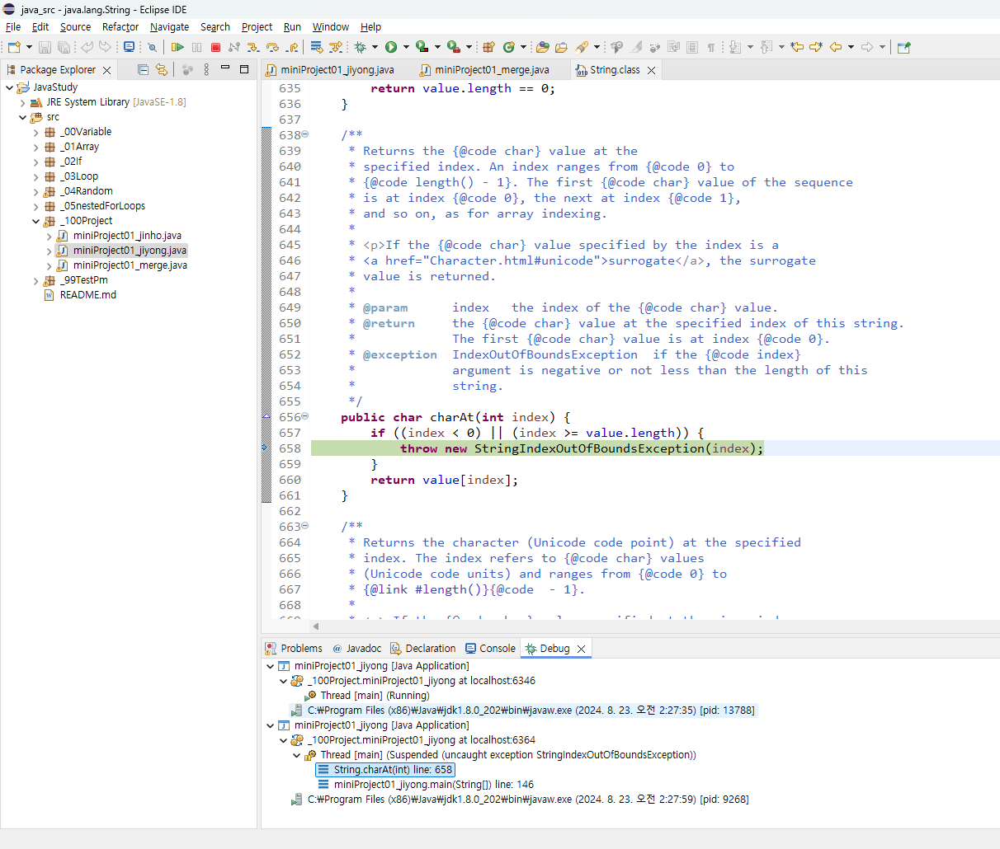 java_src - java.lang.String - Eclipse IDE
File Edit Source Refactor Navigate Search Project Run Window Help
Package Explorer
miniProject01_jiyong.java
miniProject01_merge.java
String.class
JavaStudy
JRE System Library [JavaSE-1.8]
src
_00Variable
_01Array
_02If
_03Loop
_04Random
_05nestedForLoops
_100Project
miniProject01_jinho.java
miniProject01_jiyong.java
miniProject01_merge.java
_99TestPm
README.md
635 return value.length == 0;
636 }
637
638 /**
639 * Returns the {@code char} value at the
640 * specified index. An index ranges from {@code 0} to
641 * {@code length() - 1}. The first {@code char} value of the sequence
642 * is at index {@code 0}, the next at index {@code 1},
643 * and so on, as for array indexing.
644 *
645 * <p>If the {@code char} value specified by the index is a
646 * <a href="Character.html#unicode">surrogate</a>, the surrogate
647 * value is returned.
648 *
649 * @param index the index of the {@code char} value.
650 * @return the {@code char} value at the specified index of this string.
651 * The first {@code char} value is at index {@code 0}.
652 * @exception IndexOutOfBoundsException if the {@code index}
653 * argument is negative or not less than the length of this
654 * string.
655 */
656 public char charAt(int index) {
657 if ((index < 0) || (index >= value.length)) {
658 throw new StringIndexOutOfBoundsException(index);
659 }
660 return value[index];
661 }
662
663 /**
664 * Returns the character (Unicode code point) at the specified
665 * index. The index refers to {@code char} values
666 * (Unicode code units) and ranges from {@code 0} to
667 * {@link #length()}{@code  - 1}.
668 *
Problems
Javadoc
Declaration
Console
Debug
miniProject01_jiyong [Java Application]
_100Project.miniProject01_jiyong at localhost:6346
Thread [main] (Running)
C:₩Program Files (x86)₩Java₩jdk1.8.0_202₩bin₩javaw.exe (2024. 8. 23. 오전 2:27:35) [pid: 13788]
miniProject01_jiyong [Java Application]
_100Project.miniProject01_jiyong at localhost:6364
Thread [main] (Suspended (uncaught exception StringIndexOutOfBoundsException))
String.charAt(int) line: 658
miniProject01_jiyong.main(String[]) line: 146
C:₩Program Files (x86)₩Java₩jdk1.8.0_202₩bin₩javaw.exe (2024. 8. 23. 오전 2:27:59) [pid: 9268]